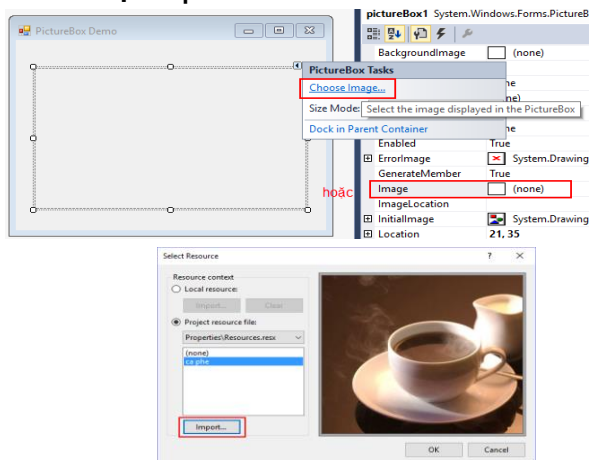 pictureBox1 System.Windows.Forms.PictureB
PictureBox Demo
BackgroundImage (none)
PictureBox Tasks
Choose Image...
Size Mode:
Select the image displayed in the PictureBox
Dock in Parent Container
Enabled True
ErrorImage System.Drawing
GenerateMember True
hoặc
Image (none)
ImageLocation
InitialImage System.Drawing
Location 21, 35
Select Resource ? ×
Resource context
Local resource:
Import... Clear
Project resource file:
Properties\Resources.resx
(none)
ca phe
Import...
OK Cancel